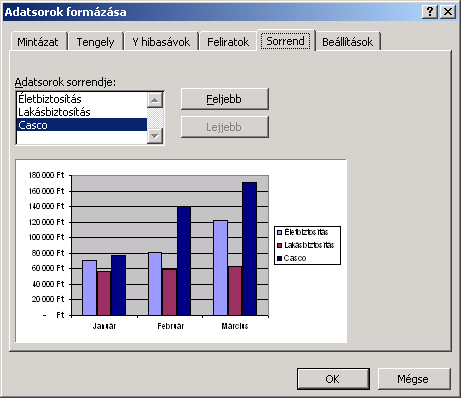 Adatsorok formázása
Mintázat Tengely Y hibasávok Feliratok Sorrend Beállítások
Adatsorok sorrendje:
Életbiztosítás
Lakásbiztosítás
Casco
Feljebb
Lejjebb
180 000 Ft
160 000 Ft
140 000 Ft
120 000 Ft
100 000 Ft
80 000 Ft
60 000 Ft
40 000 Ft
20 000 Ft
- Ft
Január Február Március
Életbiztosítás
Lakásbiztosítás
Casco
OK Mégse